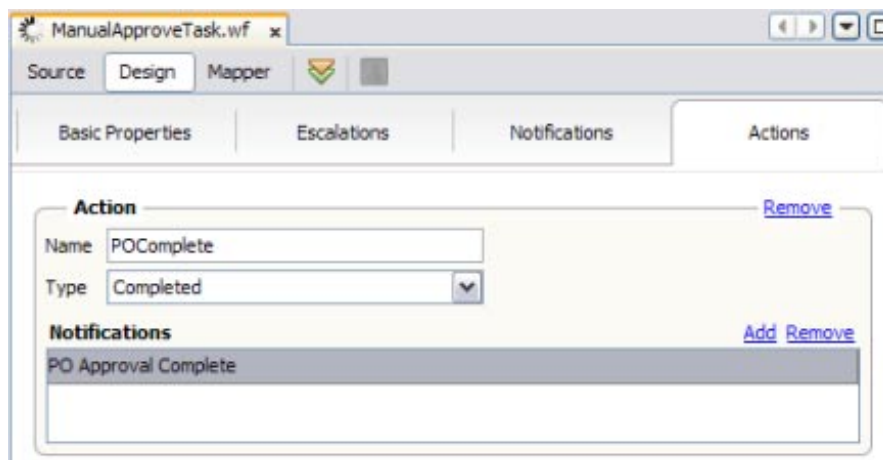 ManualApproveTask.wf x
Source Design Mapper
Basic Properties Escalations Notifications Actions
Action Remove
Name POComplete
Type Completed
Notifications Add Remove
PO Approval Complete